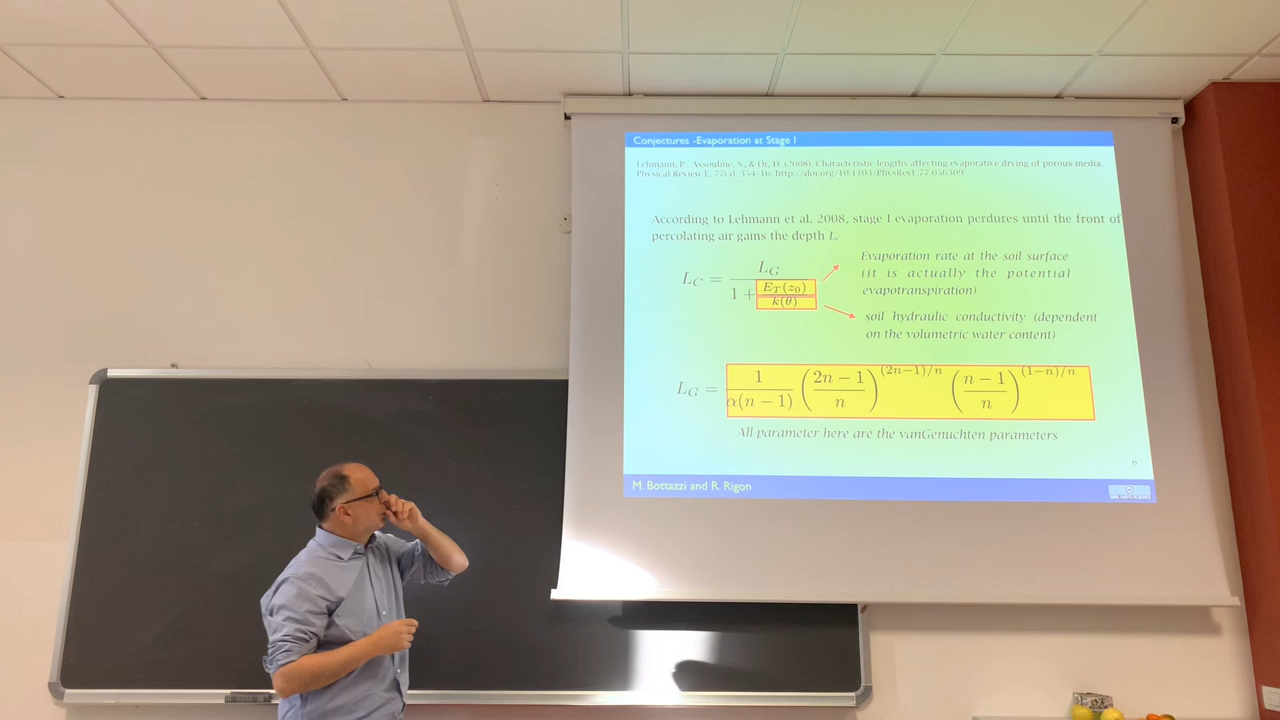 Conjectures -Evaporation at Stage I
Lehmann, P., Assouline, S., & Or, D. (2008). Characteristic lengths affecting evaporative drying of porous media.
Physical Review E, 77(5), 354–16. http://doi.org/10.1103/PhysRevE.77.056309
According to Lehmann et al. 2008, stage I evaporation perdures until the front of
percolating air gains the depth L.
L_C = L_G / (1 + E_T(z_0) / k(θ))
Evaporation rate at the soil surface
(it is actually the potential
evapotranspiration)
soil hydraulic conductivity (dependent
on the volumetric water content)
L_G = 1 / α(n − 1) ((2n − 1) / n)^(2n−1)/n ((n − 1) / n)^(1−n)/n
All parameter here are the vanGenuchten parameters
6
M. Bottazzi and R. Rigon